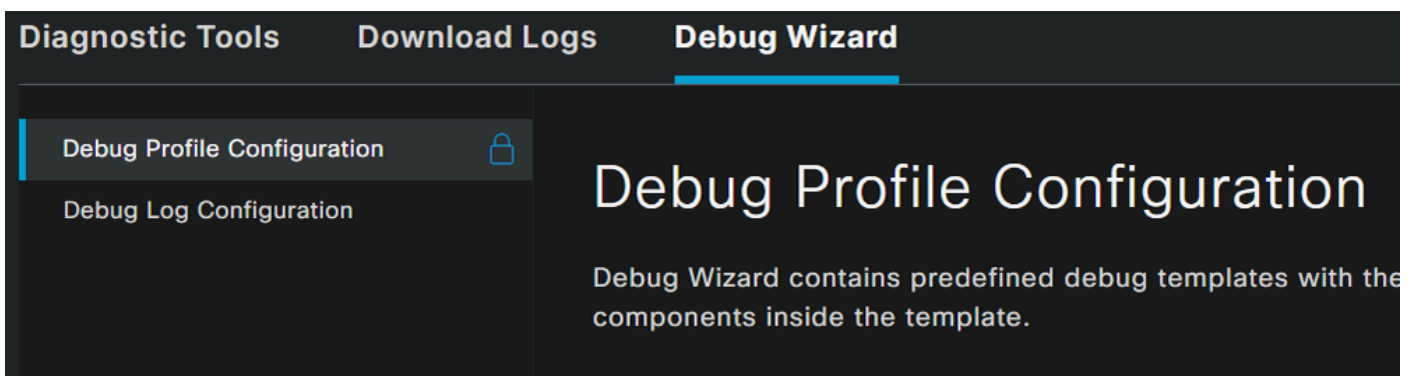 Diagnostic Tools Download Logs Debug Wizard
Debug Profile Configuration
Debug Log Configuration
Debug Profile Configuration
Debug Wizard contains predefined debug templates with the
components inside the template.